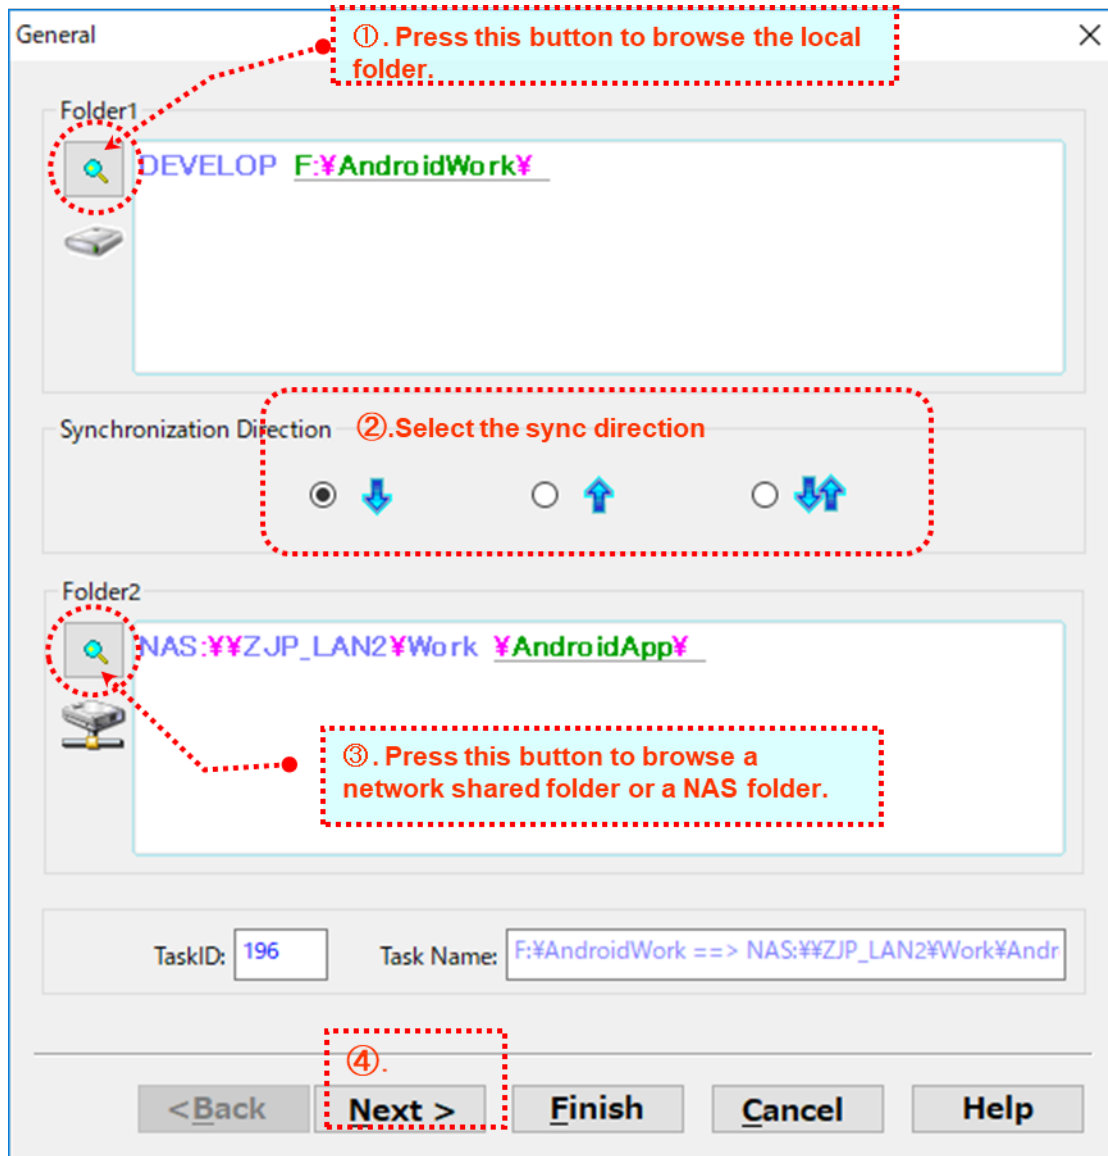 General
①. Press this button to browse the local
folder.
Folder1
DEVELOP F:¥AndroidWork¥
Synchronization Direction
②.Select the sync direction
Folder2
NAS:¥¥ZJP_LAN2¥Work ¥AndroidApp¥
③. Press this button to browse a
network shared folder or a NAS folder.
TaskID: 196 Task Name: F:¥AndroidWork ==> NAS:¥¥ZJP_LAN2¥Work¥Andr
④.
<Back Next > Finish Cancel Help